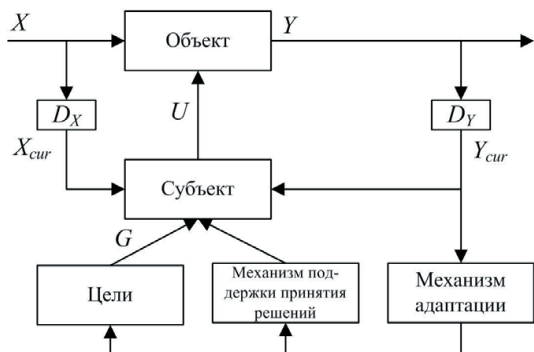 X
Объект
Y
D_X
U
D_Y
X_cur
Субъект
Y_cur
G
Цели
Механизм под-
держки принятия
решений
Механизм
адаптации